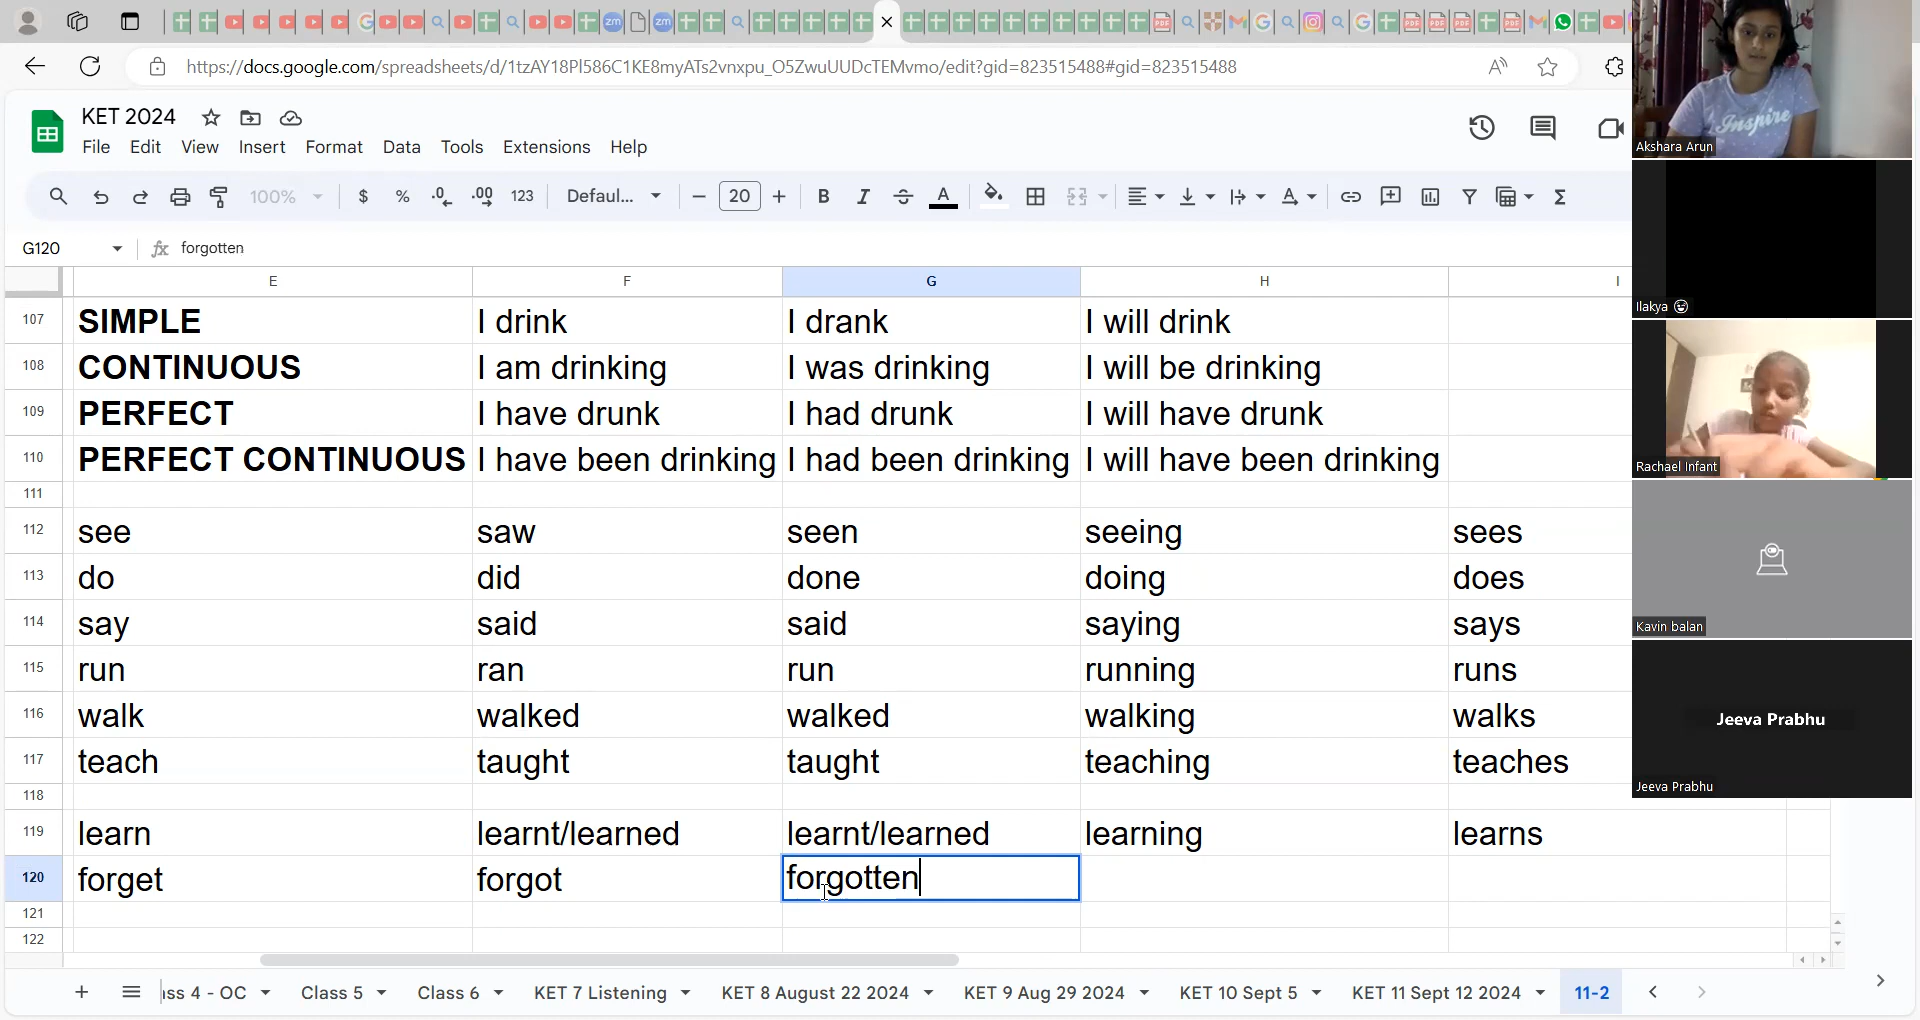 https://docs.google.com/spreadsheets/d/1tzAY18Pl586C1KE8myATs2vnxpu_O5ZwuUUDcTEMvmo/edit?gid=823515488#gid=823515488
KET 2024
File Edit View Insert Format Data Tools Extensions Help
100% $ % .0 .00 123 Defaul... 20 B I A Σ
G120 fx forgotten
E F G H I
107 SIMPLE I drink I drank I will drink
108 CONTINUOUS I am drinking I was drinking I will be drinking
109 PERFECT I have drunk I had drunk I will have drunk
110 PERFECT CONTINUOUS I have been drinking I had been drinking I will have been drinking
111
112 see saw seen seeing sees
113 do did done doing does
114 say said said saying says
115 run ran run running runs
116 walk walked walked walking walks
117 teach taught taught teaching teaches
118
119 learn learnt/learned learnt/learned learning learns
120 forget forgot forgotten
121
122
ss 4 - OC Class 5 Class 6 KET 7 Listening KET 8 August 22 2024 KET 9 Aug 29 2024 KET 10 Sept 5 KET 11 Sept 12 2024 11-2
Inspire
Akshara Arun
Ilakya 😄
Rachael Infant
Kavin balan
Jeeva Prabhu
Jeeva Prabhu